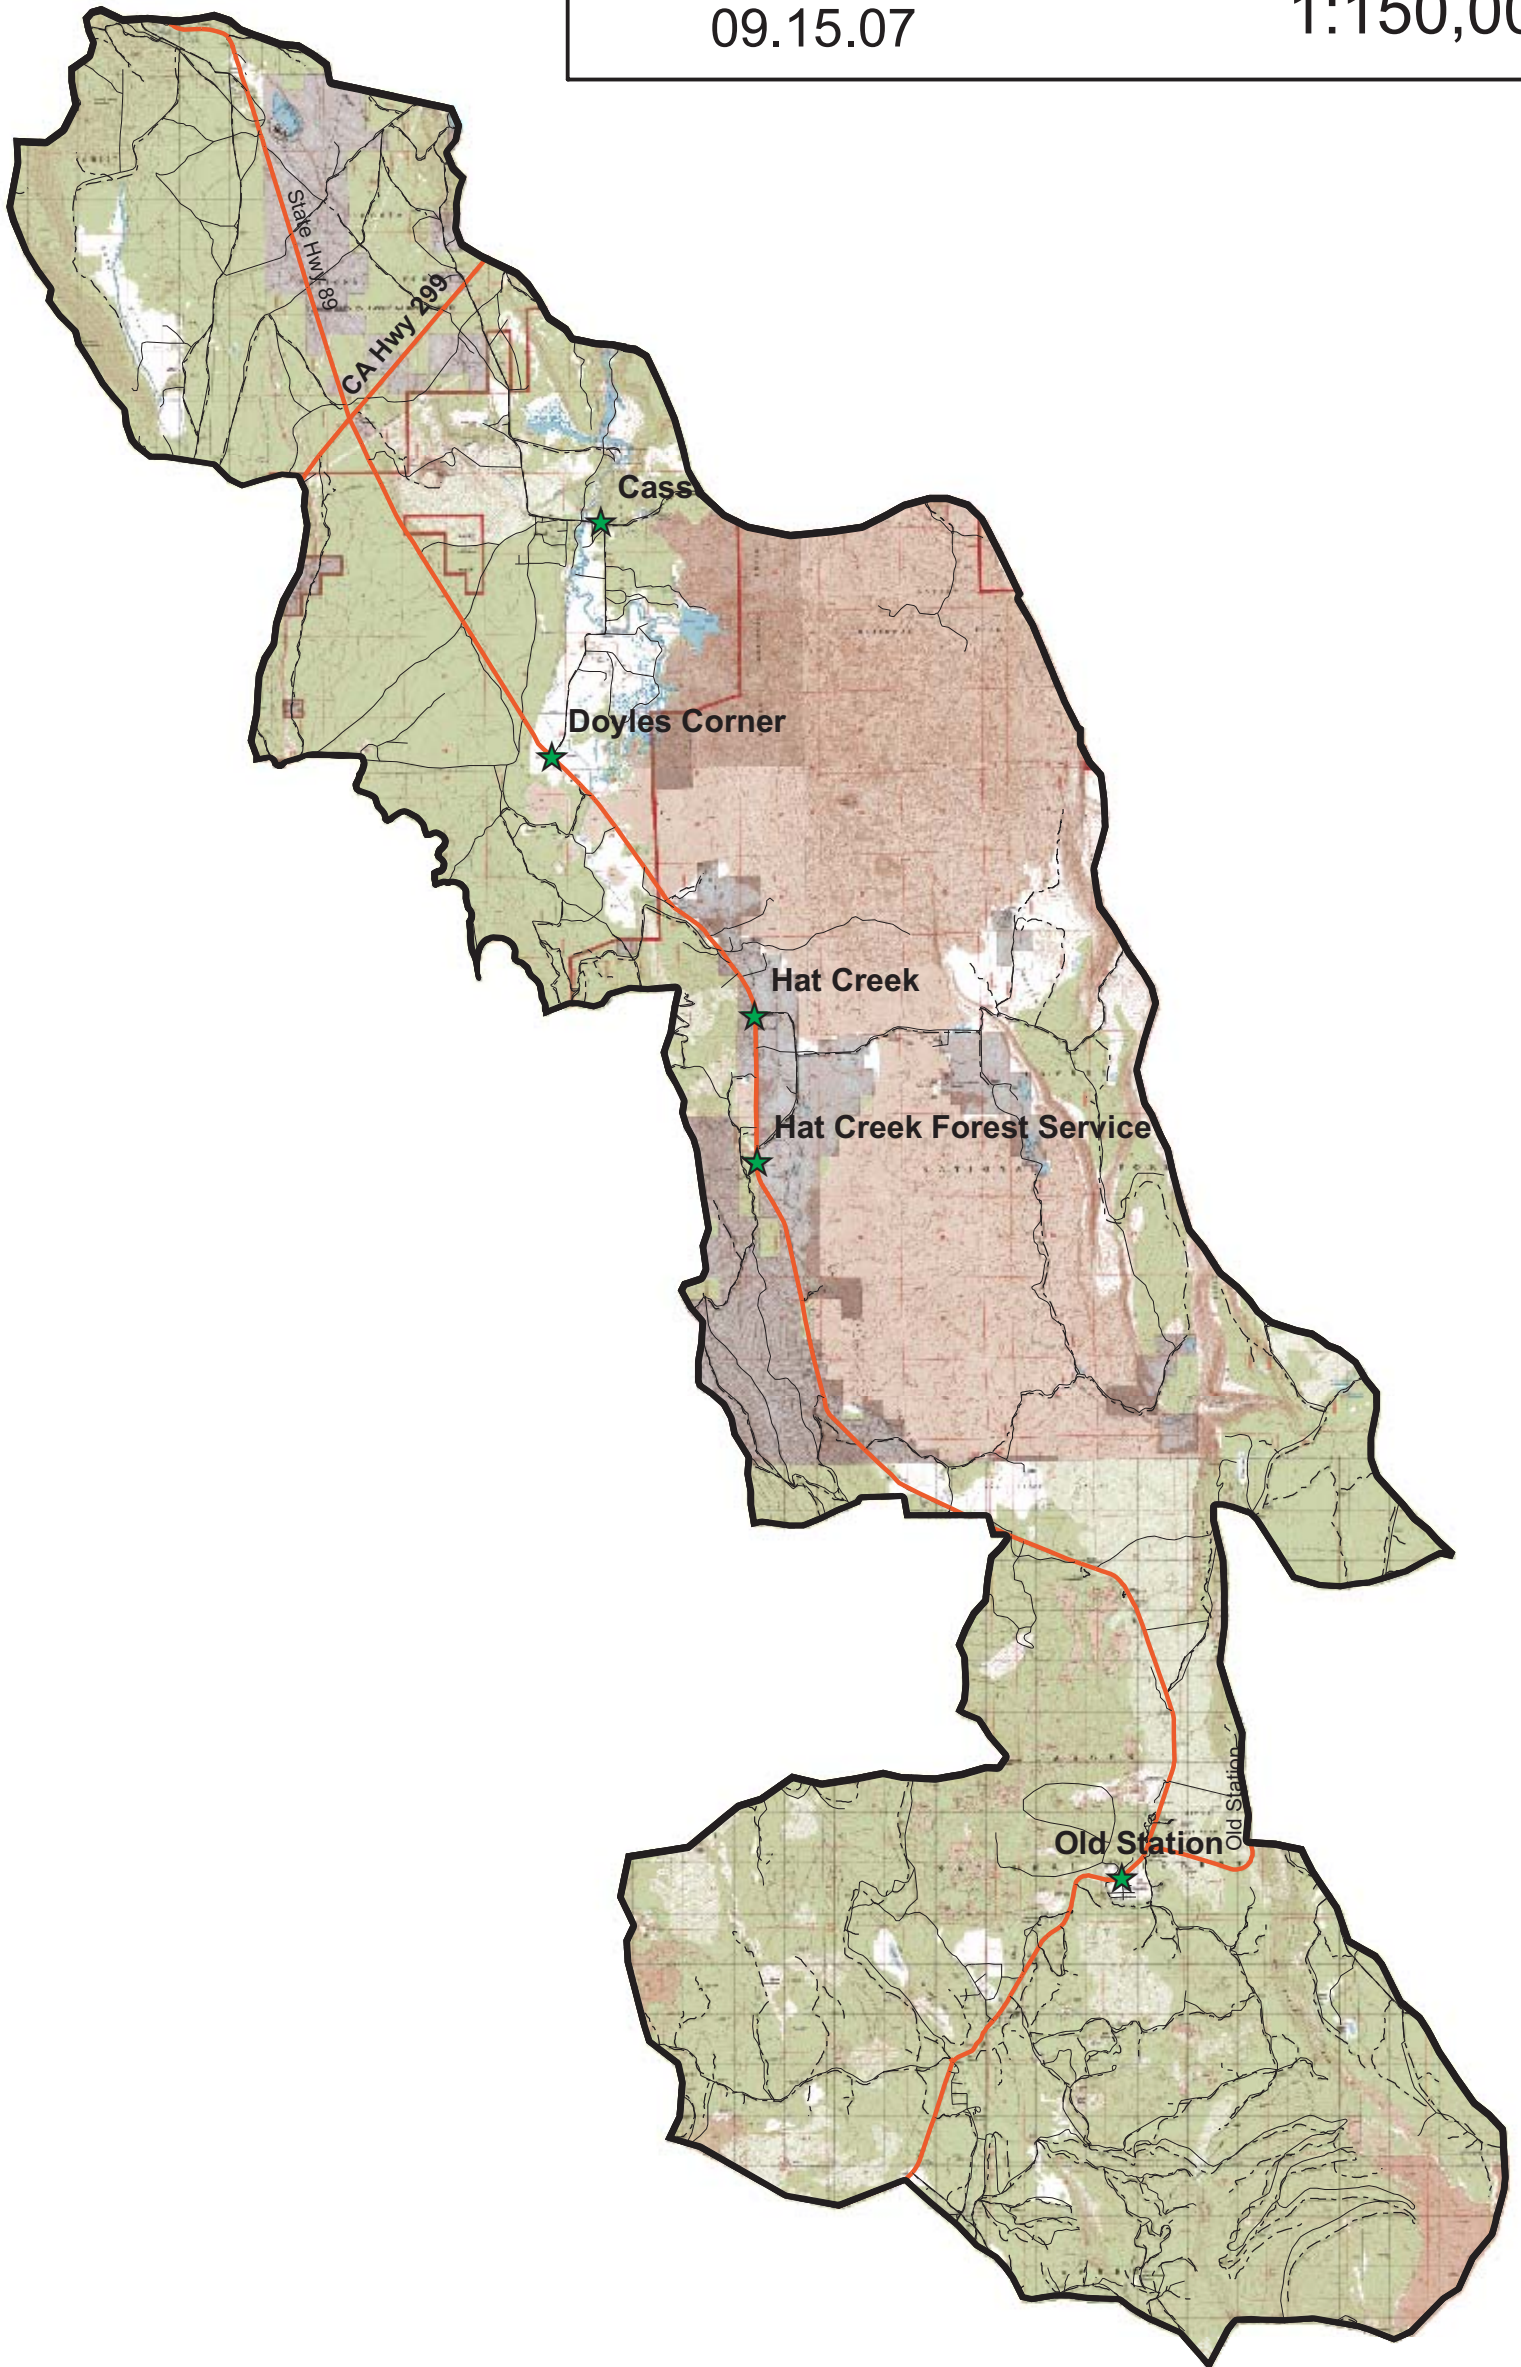 09.15.07
1:150,00
State Hwy 89
CA Hwy 299
Cass
Doyles Corner
Hat Creek
Hat Creek Forest Service
Old Station
Old Station